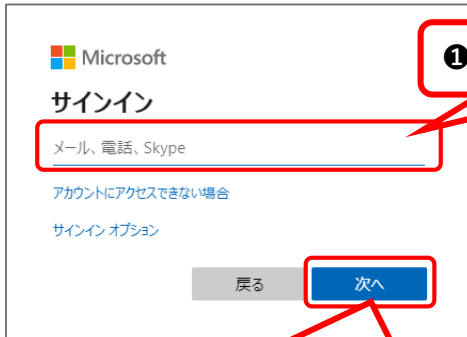 Microsoft
❶
サインイン
メール、電話、Skype
アカウントにアクセスできない場合
サインイン オプション
戻る
次へ